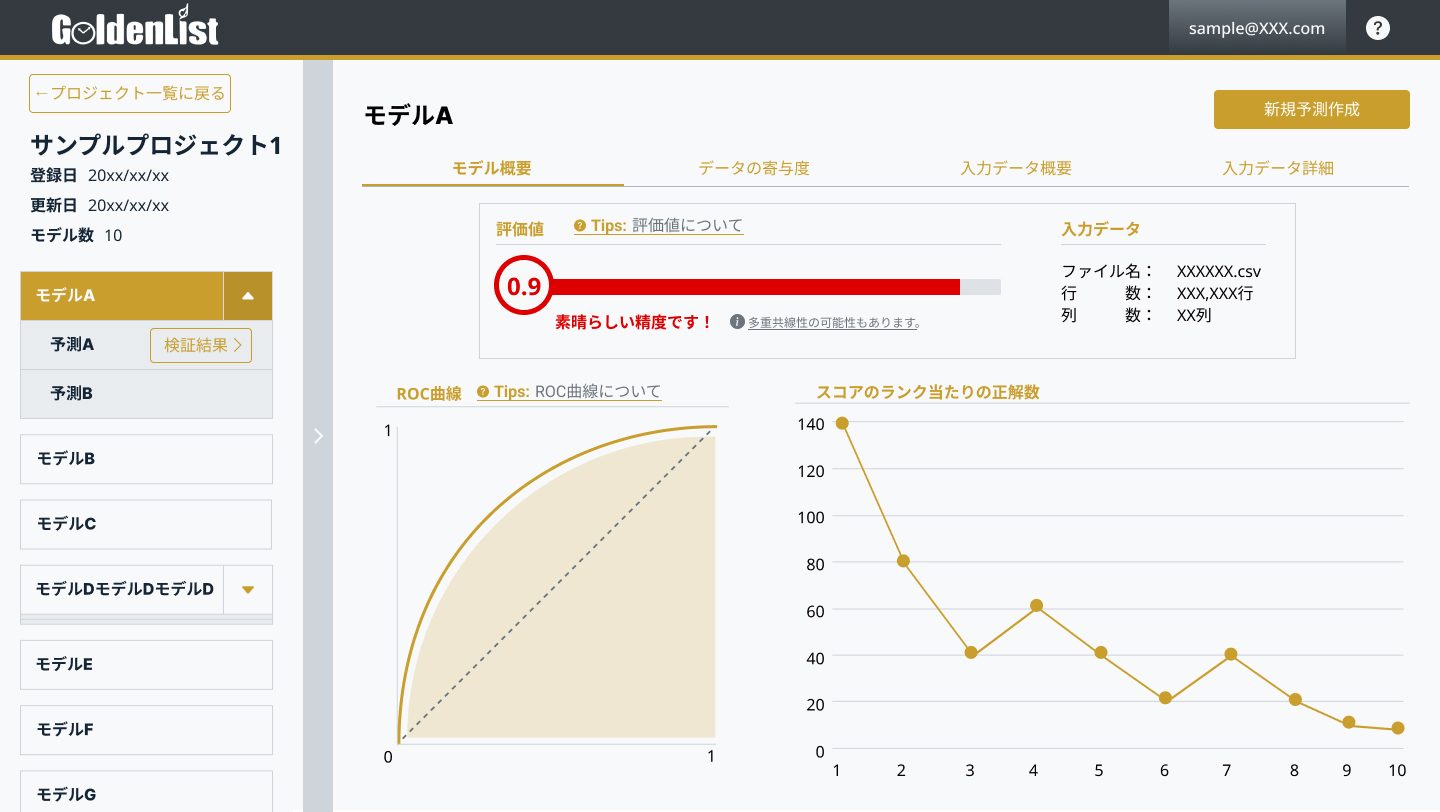 GoldenList
sample@XXX.com
?
←プロジェクト一覧に戻る
サンプルプロジェクト1
登録日 20xx/xx/xx
更新日 20xx/xx/xx
モデル数 10
モデルA
予測A
検証結果
予測B
モデルB
モデルC
モデルDモデルDモデルD
モデルE
モデルF
モデルG
モデルA
新規予測作成
モデル概要
データの寄与度
入力データ概要
入力データ詳細
評価値
? Tips: 評価値について
0.9
素晴らしい精度です！
i 多重共線性の可能性もあります。
入力データ
ファイル名： XXXXXX.csv
行 数： XXX,XXX行
列 数： XX列
ROC曲線
? Tips: ROC曲線について
1
0
1
スコアのランク当たりの正解数
140
120
100
80
60
40
20
0
1 2 3 4 5 6 7 8 9 10